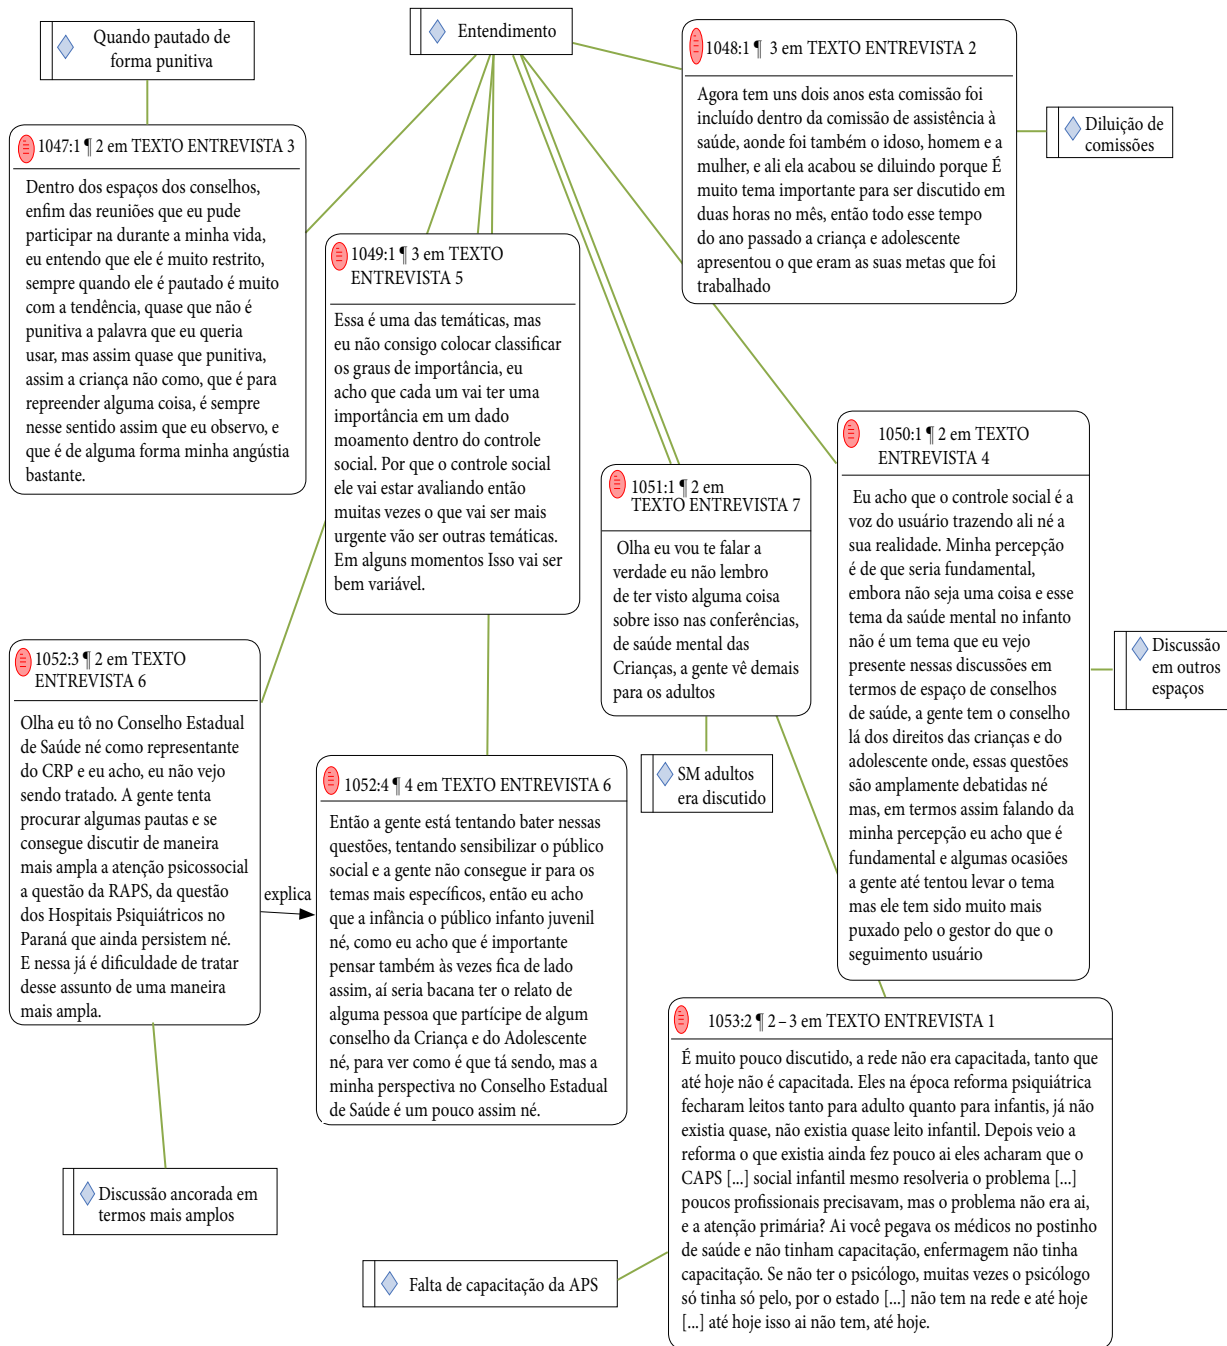 Quando pautado de
forma punitiva
Entendimento
1048:1 ¶ 3 em TEXTO ENTREVISTA 2
Agora tem uns dois anos esta comissão foi
incluído dentro da comissão de assistência à
saúde, aonde foi também o idoso, homem e a
mulher, e ali ela acabou se diluindo porque É
muito tema importante para ser discutido em
duas horas no mês, então todo esse tempo
do ano passado a criança e adolescente
apresentou o que eram as suas metas que foi
trabalhado
Diluição de
comissões
1047:1 ¶ 2 em TEXTO ENTREVISTA 3
Dentro dos espaços dos conselhos,
enfim das reuniões que eu pude
participar na durante a minha vida,
eu entendo que ele é muito restrito,
sempre quando ele é pautado é muito
com a tendência, quase que não é
punitiva a palavra que eu queria
usar, mas assim quase que punitiva,
assim a criança não como, que é para
repreender alguma coisa, é sempre
nesse sentido assim que eu observo, e
que é de alguma forma minha angústia
bastante.
1049:1 ¶ 3 em TEXTO
ENTREVISTA 5
Essa é uma das temáticas, mas
eu não consigo colocar classificar
os graus de importância, eu
acho que cada um vai ter uma
importância em um dado
moamento dentro do controle
social. Por que o controle social
ele vai estar avaliando então
muitas vezes o que vai ser mais
urgente vão ser outras temáticas.
Em alguns momentos Isso vai ser
bem variável.
1051:1 ¶ 2 em
TEXTO ENTREVISTA 7
Olha eu vou te falar a
verdade eu não lembro
de ter visto alguma coisa
sobre isso nas conferências,
de saúde mental das
Crianças, a gente vê demais
para os adultos
1050:1 ¶ 2 em TEXTO
ENTREVISTA 4
Eu acho que o controle social é a
voz do usuário trazendo ali né a
sua realidade. Minha percepção
é de que seria fundamental,
embora não seja uma coisa e esse
tema da saúde mental no infanto
não é um tema que eu vejo
presente nessas discussões em
termos de espaço de conselhos
de saúde, a gente tem o conselho
lá dos direitos das crianças e do
adolescente onde, essas questões
são amplamente debatidas né
mas, em termos assim falando da
minha percepção eu acho que é
fundamental e algumas ocasiões
a gente até tentou levar o tema
mas ele tem sido muito mais
puxado pelo o gestor do que o
seguimento usuário
Discussão
em outros
espaços
1052:3 ¶ 2 em TEXTO
ENTREVISTA 6
Olha eu tô no Conselho Estadual
de Saúde né como representante
do CRP e eu acho, eu não vejo
sendo tratado. A gente tenta
procurar algumas pautas e se
consegue discutir de maneira
mais ampla a atenção psicossocial
a questão da RAPS, da questão
dos Hospitais Psiquiátricos no
Paraná que ainda persistem né.
E nessa já é dificuldade de tratar
desse assunto de uma maneira
mais ampla.
explica
1052:4 ¶ 4 em TEXTO ENTREVISTA 6
Então a gente está tentando bater nessas
questões, tentando sensibilizar o público
social e a gente não consegue ir para os
temas mais específicos, então eu acho
que a infância o público infanto juvenil
né, como eu acho que é importante
pensar também às vezes fica de lado
assim, aí seria bacana ter o relato de
alguma pessoa que partícipe de algum
conselho da Criança e do Adolescente
né, para ver como é que tá sendo, mas a
minha perspectiva no Conselho Estadual
de Saúde é um pouco assim né.
SM adultos
era discutido
1053:2 ¶ 2 – 3 em TEXTO ENTREVISTA 1
É muito pouco discutido, a rede não era capacitada, tanto que
até hoje não é capacitada. Eles na época reforma psiquiátrica
fecharam leitos tanto para adulto quanto para infantis, já não
existia quase, não existia quase leito infantil. Depois veio a
reforma o que existia ainda fez pouco ai eles acharam que o
CAPS [...] social infantil mesmo resolveria o problema [...]
poucos profissionais precisavam, mas o problema não era ai,
e a atenção primária? Ai você pegava os médicos no postinho
de saúde e não tinham capacitação, enfermagem não tinha
capacitação. Se não ter o psicólogo, muitas vezes o psicólogo
só tinha só pelo, por o estado [...] não tem na rede e até hoje
[...] até hoje isso ai não tem, até hoje.
Discussão ancorada em
termos mais amplos
Falta de capacitação da APS